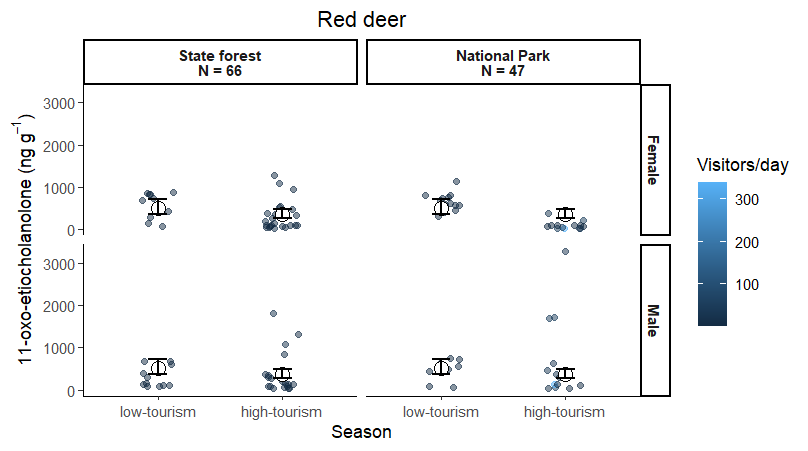 Red deer
State forest
N = 66
National Park
N = 47
11-oxo-etiocholanolone (ng g⁻¹)
3000
2000
1000
0
Female
3000
2000
1000
0
Male
low-tourism
high-tourism
low-tourism
high-tourism
Season
Visitors/day
300
200
100